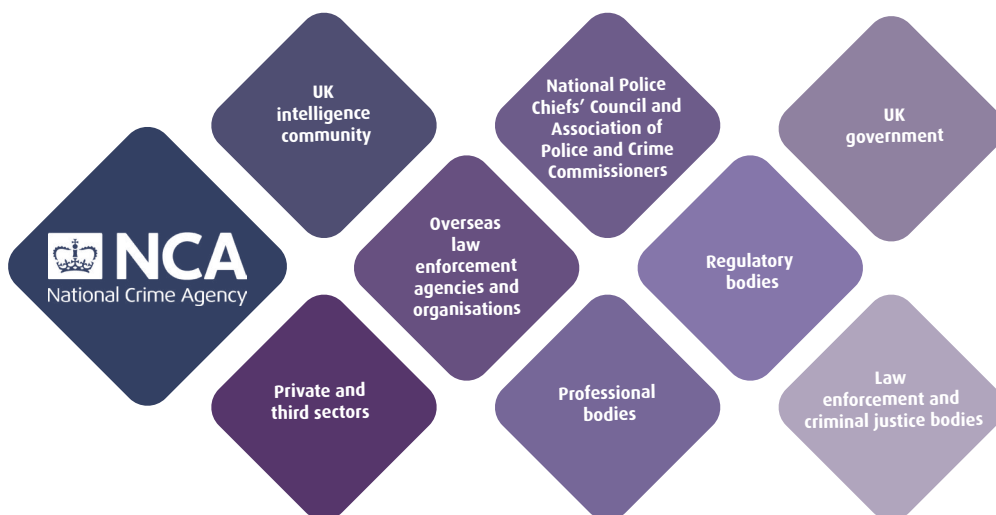 UK
intelligence
community
National Police
Chiefs’ Council and
Association of
Police and Crime
Commissioners
UK
government
NCA
National Crime Agency
Overseas
law
enforcement
agencies and
organisations
Regulatory
bodies
Private and
third sectors
Professional
bodies
Law
enforcement and
criminal justice bodies